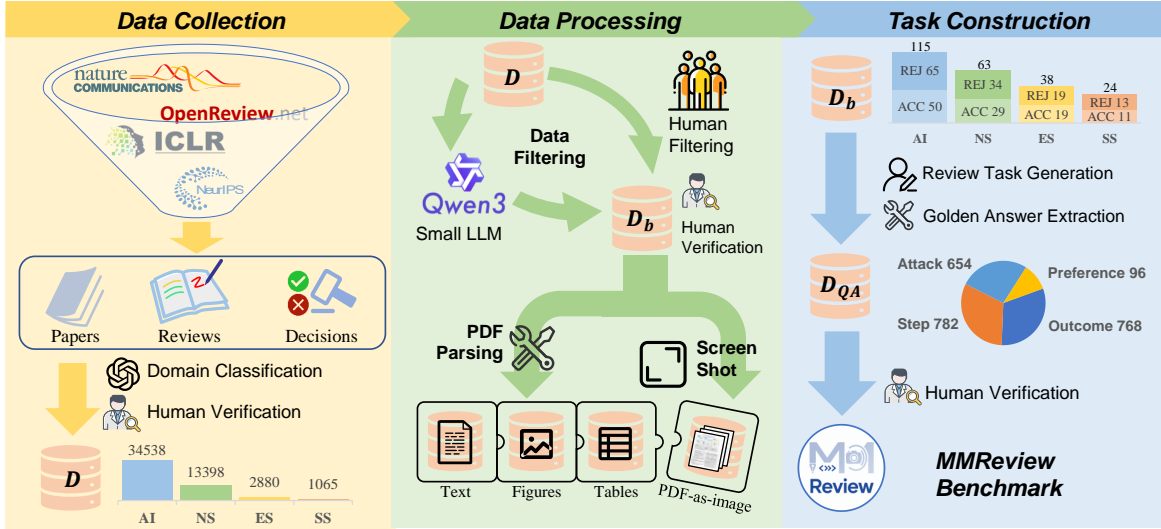 Data Collection
nature
COMMUNICATIONS
OpenReview.net
ICLR
NeurIPS
Papers
Reviews
Decisions
Domain Classification
Human Verification
D
34538
13398
2880
1065
AI
NS
ES
SS
Data Processing
D
Human
Filtering
Data
Filtering
Qwen3
Small LLM
D_b
Human
Verification
PDF
Parsing
Screen
Shot
Text
Figures
Tables
PDF-as-image
Task Construction
D_b
115
REJ 65
ACC 50
AI
63
REJ 34
ACC 29
NS
38
REJ 19
ACC 19
ES
24
REJ 13
ACC 11
SS
Review Task Generation
Golden Answer Extraction
D_QA
Attack 654
Preference 96
Step 782
Outcome 768
Human Verification
MM
<<»>
Review
MMReview
Benchmark